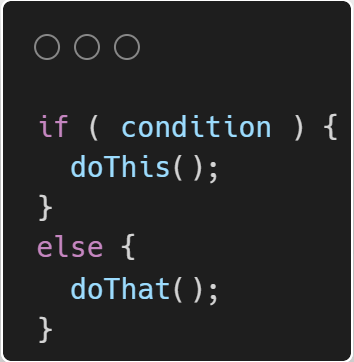 if ( condition ) {
  doThis();
}
else {
  doThat();
}